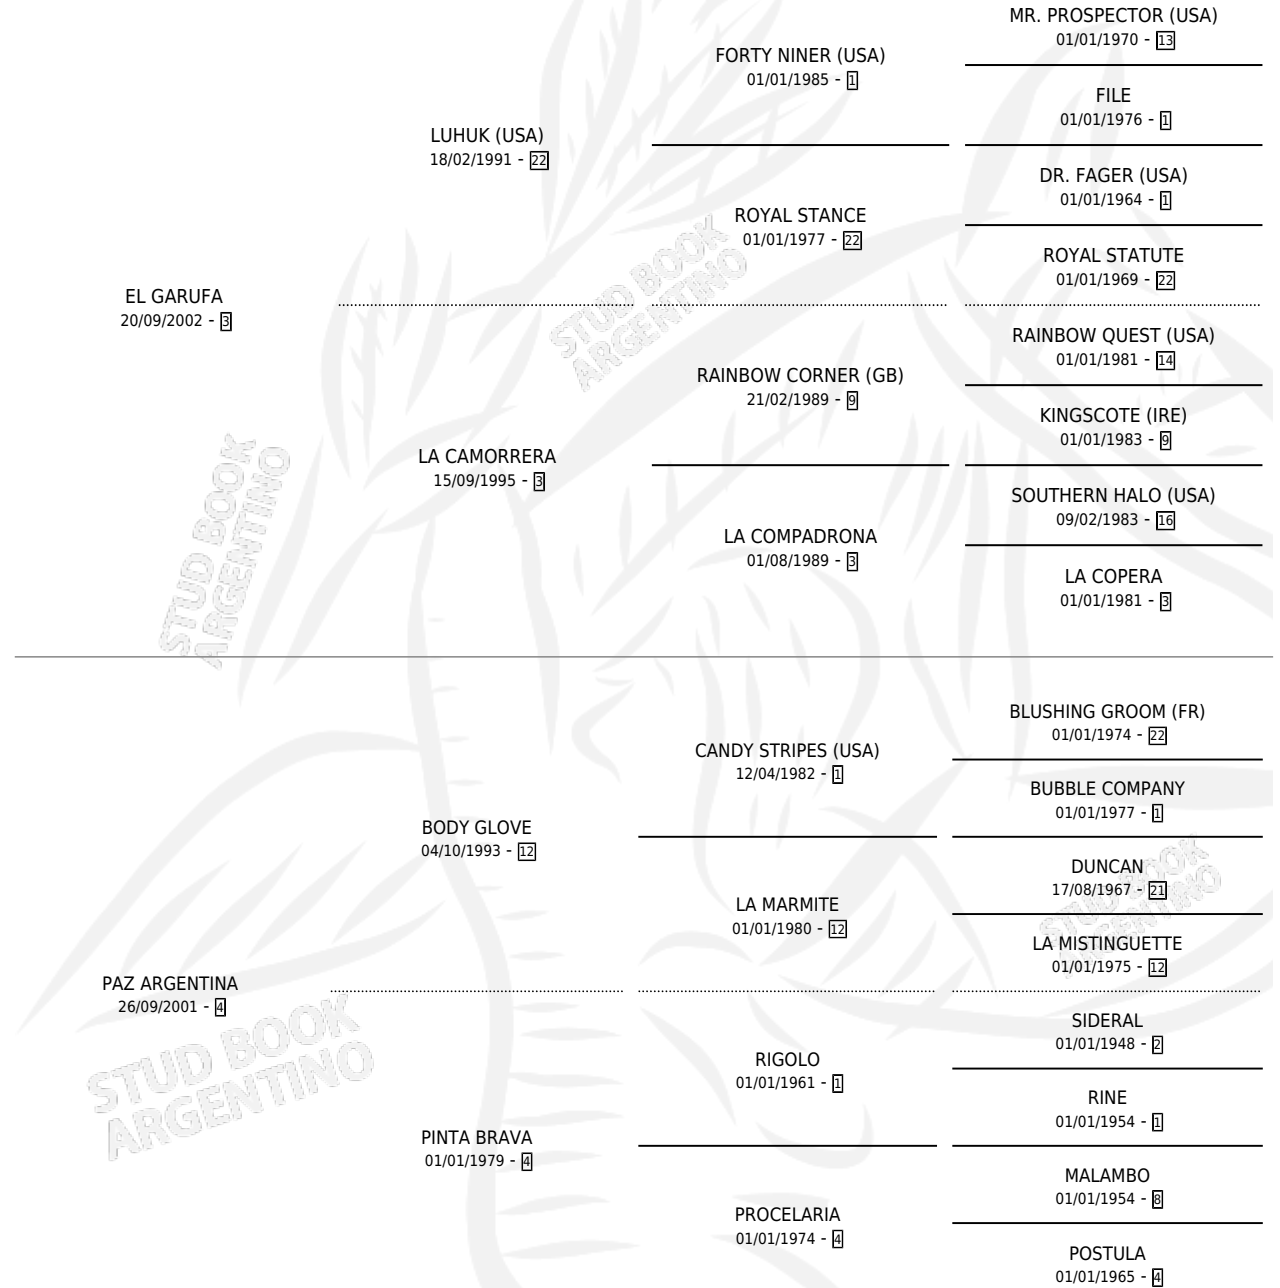 MR. PROSPECTOR (USA)
01/01/1970 - 13
FORTY NINER (USA)
01/01/1985 - 1
FILE
01/01/1976 - 1
LUHUK (USA)
18/02/1991 - 22
DR. FAGER (USA)
01/01/1964 - 1
ROYAL STANCE
01/01/1977 - 22
ROYAL STATUTE
01/01/1969 - 22
EL GARUFA
20/09/2002 - 3
STUD BOOK
ARGENTINO
RAINBOW QUEST (USA)
01/01/1981 - 14
RAINBOW CORNER (GB)
21/02/1989 - 9
KINGSCOTE (IRE)
01/01/1983 - 9
LA CAMORRERA
15/09/1995 - 3
SOUTHERN HALO (USA)
09/02/1983 - 16
LA COMPADRONA
01/08/1989 - 3
LA COPERA
01/01/1981 - 3
STUD BOOK
ARGENTINO
BLUSHING GROOM (FR)
01/01/1974 - 22
CANDY STRIPES (USA)
12/04/1982 - 1
BUBBLE COMPANY
01/01/1977 - 1
BODY GLOVE
04/10/1993 - 12
DUNCAN
17/08/1967 - 21
LA MARMITE
01/01/1980 - 12
STUD BOOK
ARGENTINO
LA MISTINGUETTE
01/01/1975 - 12
PAZ ARGENTINA
26/09/2001 - 4
SIDERAL
01/01/1948 - 2
RIGOLO
01/01/1961 - 1
RINE
01/01/1954 - 1
STUD BOOK
ARGENTINO
PINTA BRAVA
01/01/1979 - 4
MALAMBO
01/01/1954 - 8
PROCELARIA
01/01/1974 - 4
POSTULA
01/01/1965 - 4